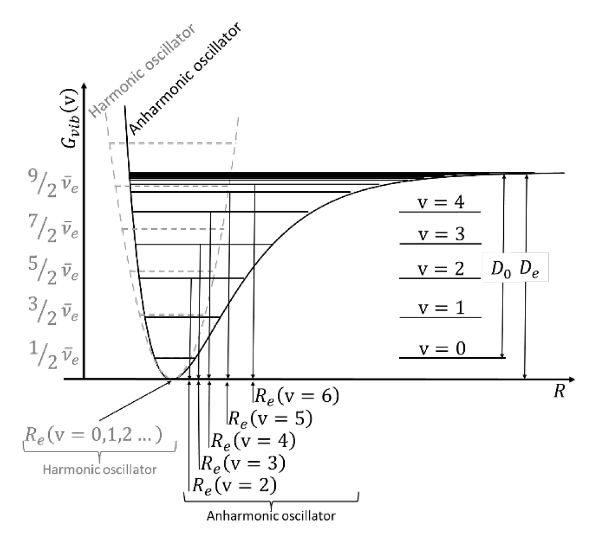 Harmonic oscillator
Anharmonic oscillator
G_vib(v)
9/2 ν̄_e
7/2 ν̄_e
5/2 ν̄_e
3/2 ν̄_e
1/2 ν̄_e
v = 4
v = 3
v = 2
v = 1
v = 0
D_0 D_e
R
R_e(v = 6)
R_e(v = 5)
R_e(v = 4)
R_e(v = 3)
R_e(v = 2)
R_e(v = 0,1,2 ...)
Harmonic oscillator
Anharmonic oscillator